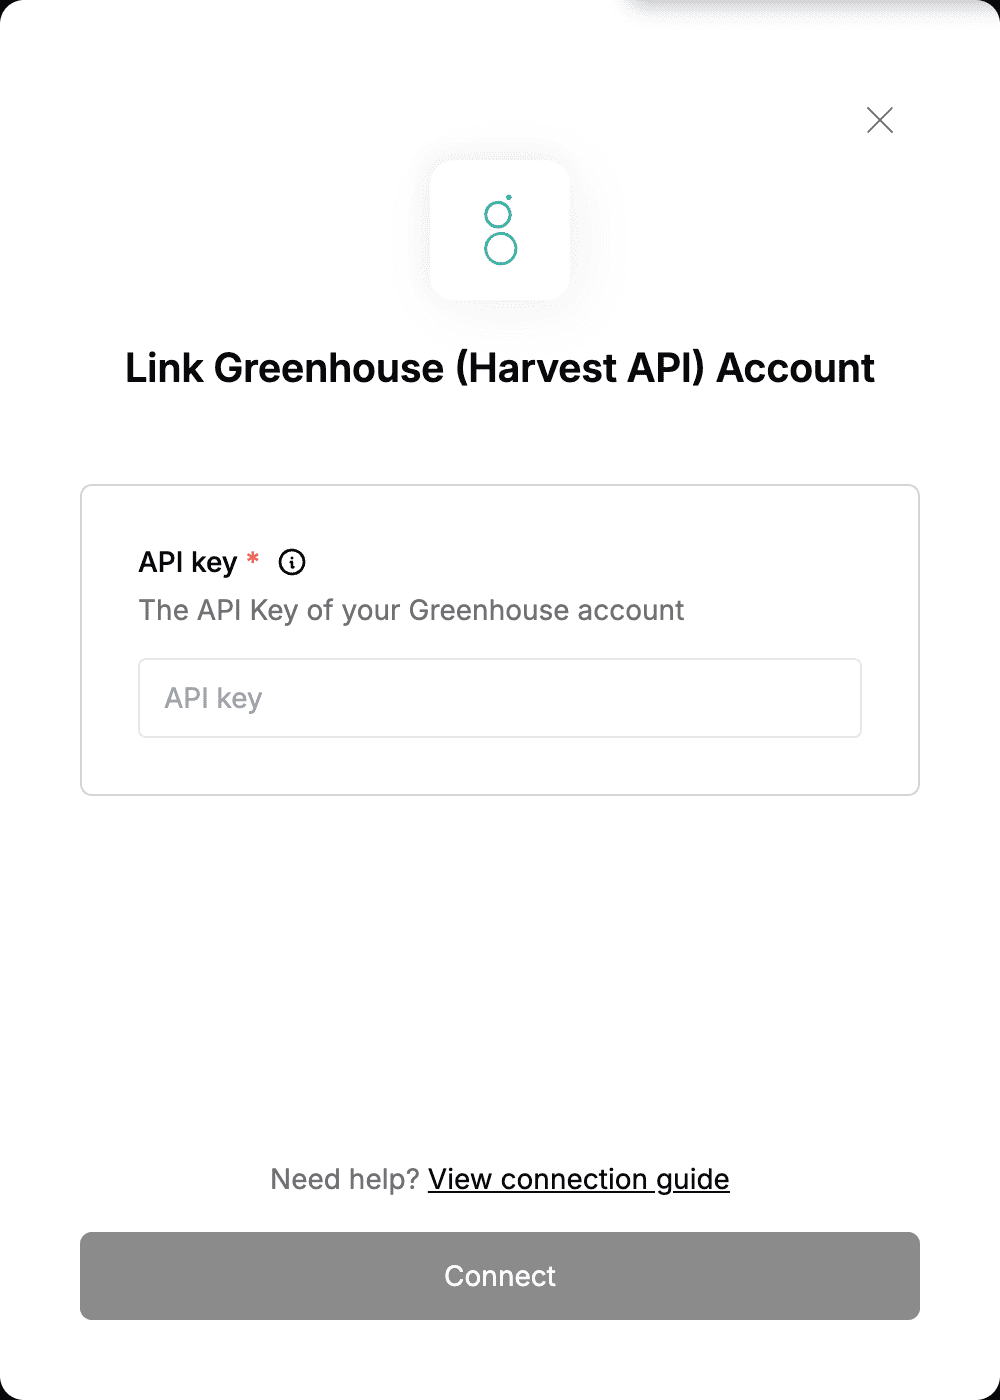 Link Greenhouse (Harvest API) Account
API key *
The API Key of your Greenhouse account
API key
Need help? View connection guide
Connect